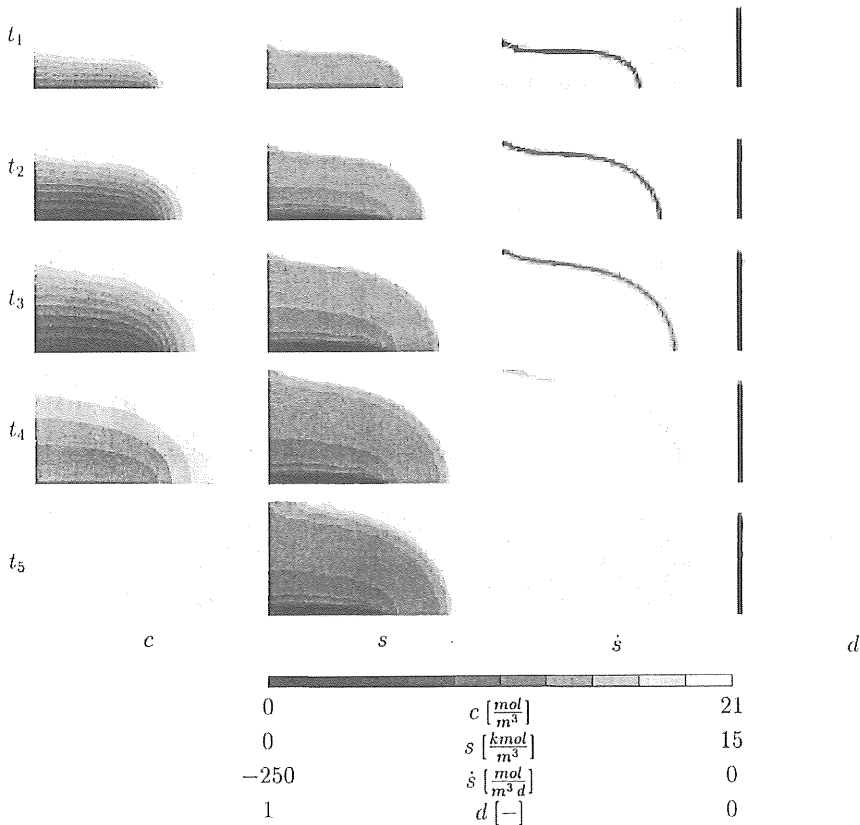 t₁
t₂
t₃
t₄
t₅
c s ṡ d
0 c [mol/m³] 21
0 s [kmol/m³] 15
−250 ṡ [mol/m³ d] 0
1 d [−] 0